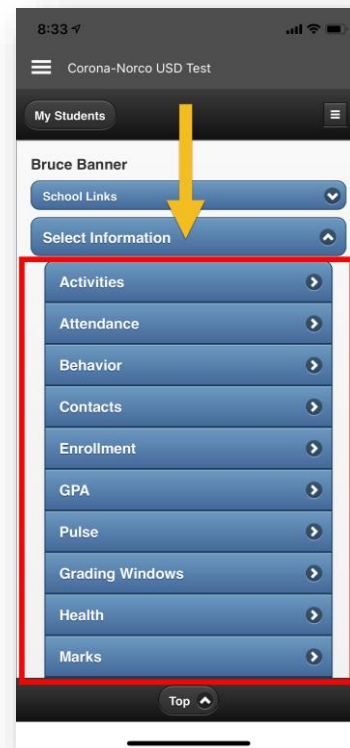 8:33
Corona-Norco USD Test
My Students
Bruce Banner
School Links
Select Information
Activities
Attendance
Behavior
Contacts
Enrollment
GPA
Pulse
Grading Windows
Health
Marks
Top